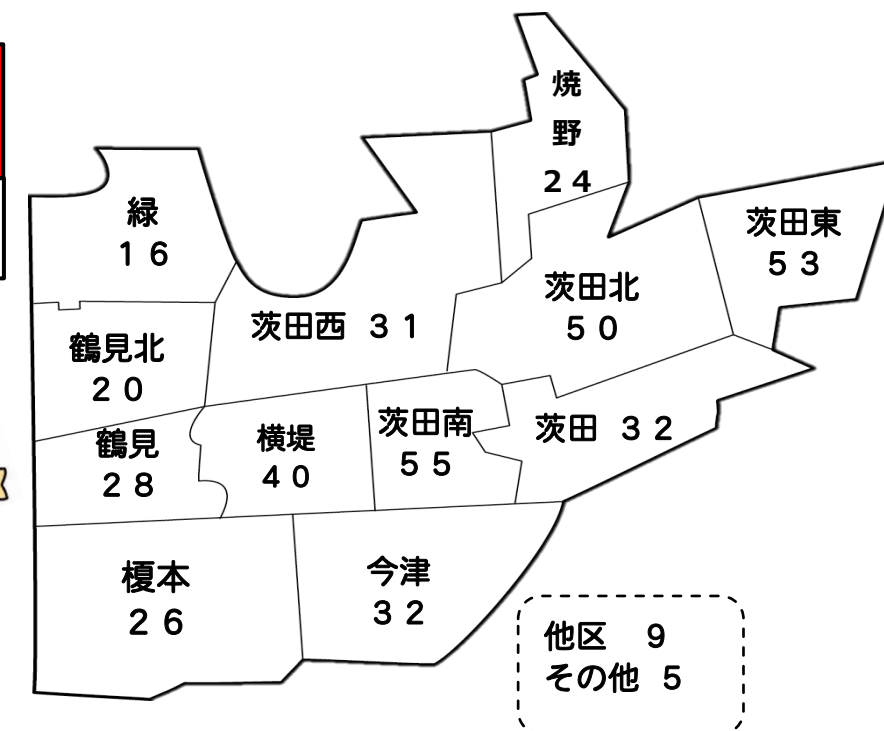 焼
野
２４
緑
１６
茨田東
５３
茨田北
５０
茨田西 ３１
鶴見北
２０
茨田南
５５
茨田 ３２
横堤
４０
鶴見
２８
榎本
２６
今津
３２
他区　９
その他 ５